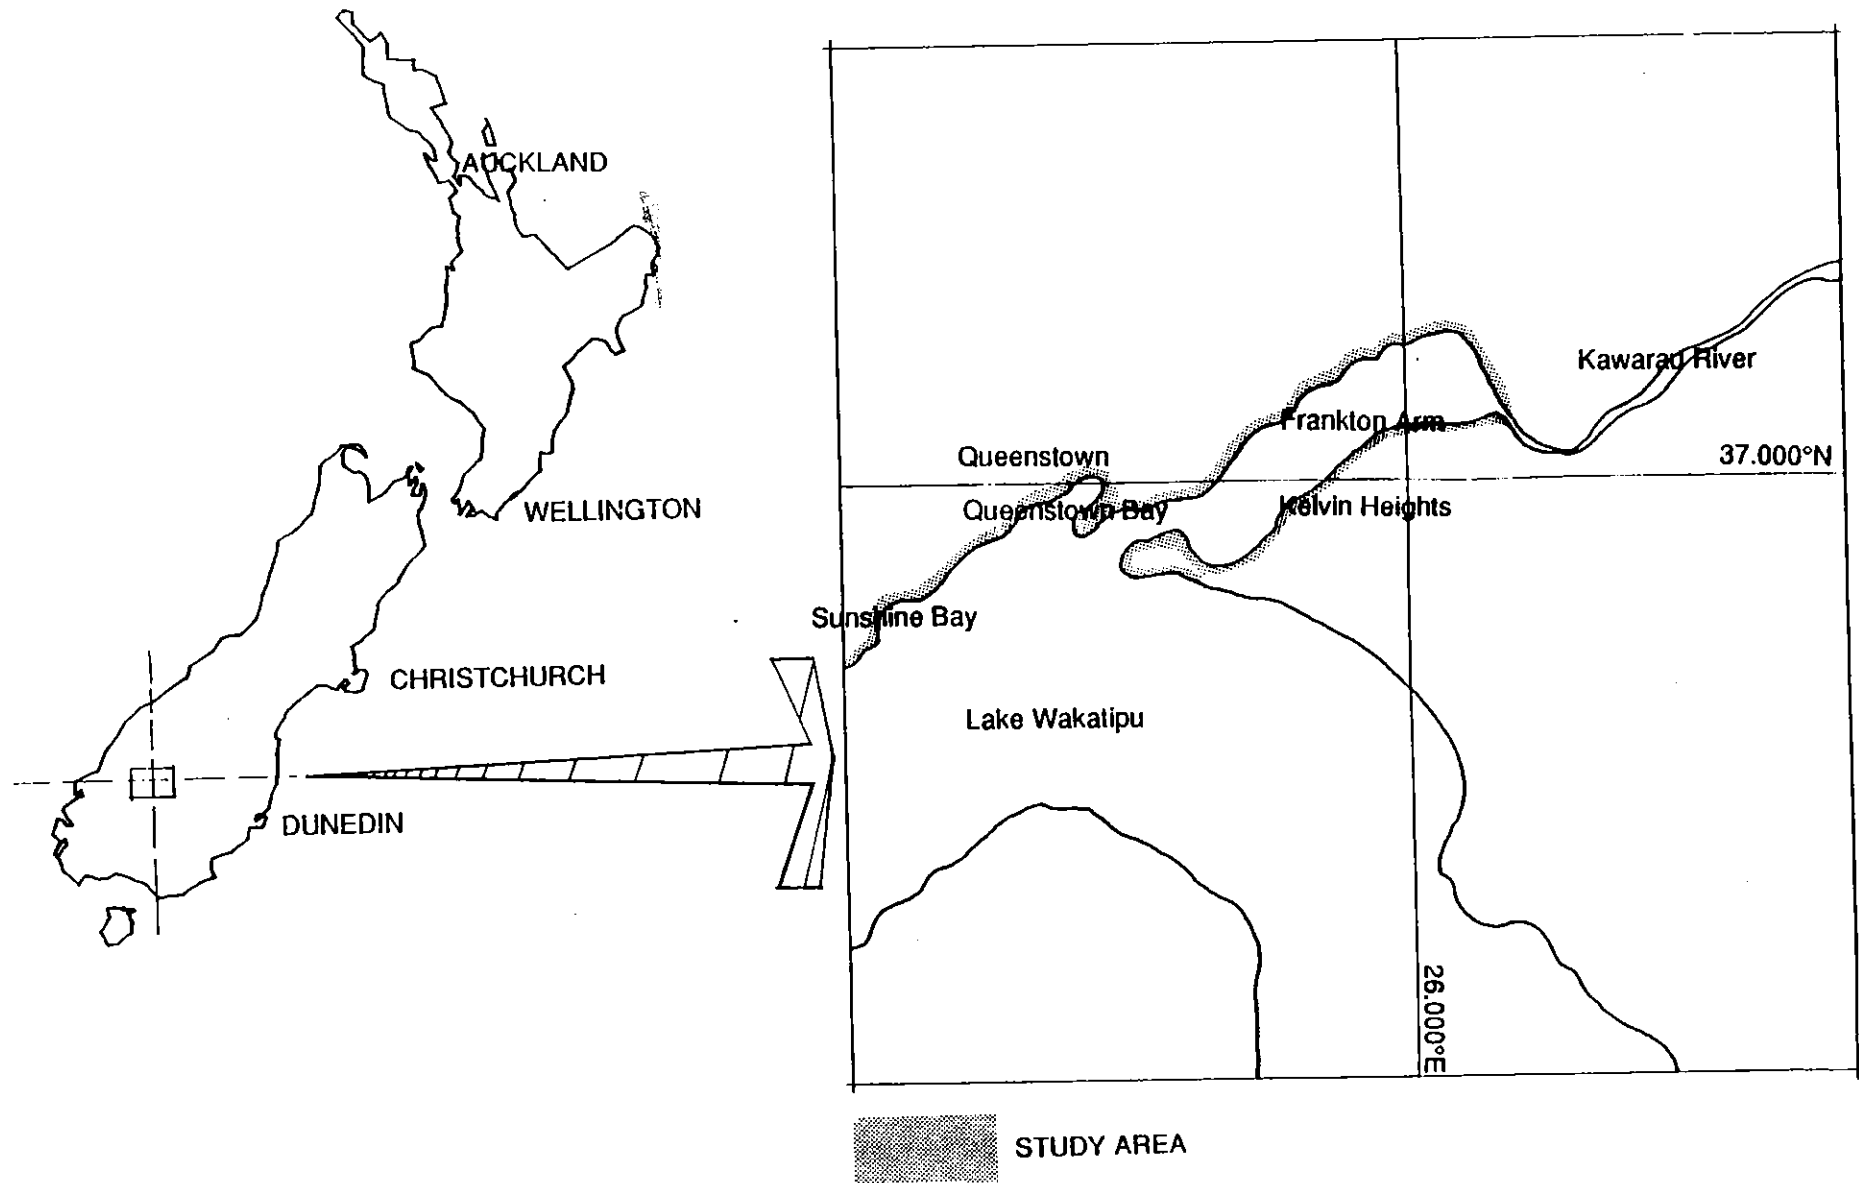 AUCKLAND
WELLINGTON
CHRISTCHURCH
DUNEDIN
Kawarau River
Frankton Arm
Queenstown
37.000°N
Queenstown Bay
Kelvin Heights
Sunshine Bay
Lake Wakatipu
26.000°E
STUDY AREA